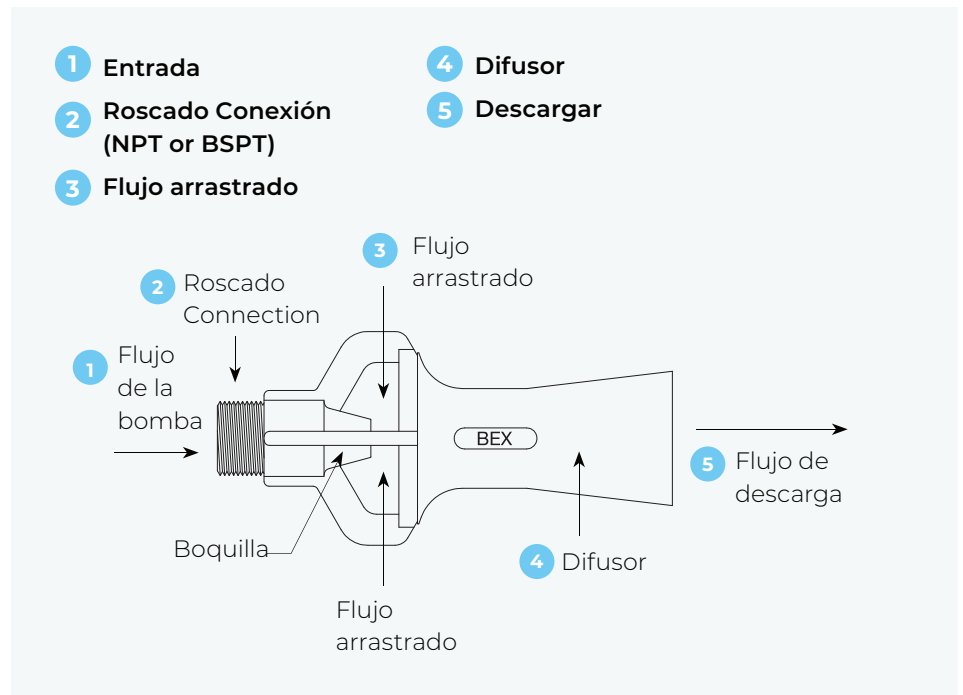 1 Entrada
2 Roscado Conexión
(NPT or BSPT)
3 Flujo arrastrado
4 Difusor
5 Descargar
3 Flujo
arrastrado
2 Roscado
Connection
1 Flujo
de la
bomba
BEX
5 Flujo de
descarga
Boquilla
4 Difusor
Flujo
arrastrado